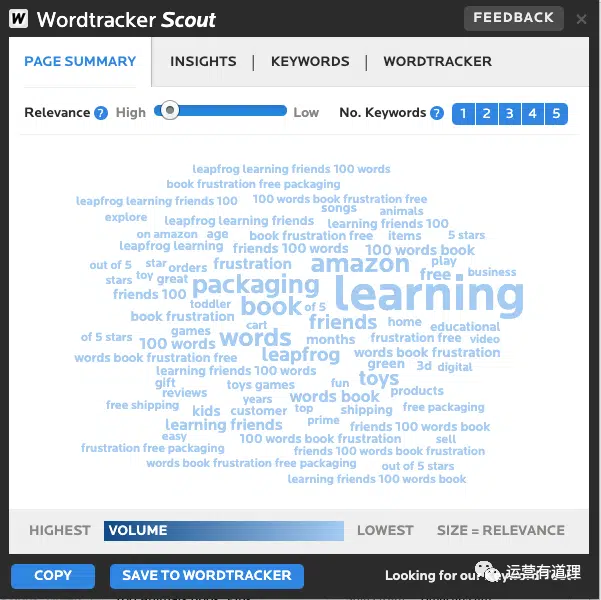 W Wordtracker Scout FEEDBACK ×
PAGE SUMMARY INSIGHTS | KEYWORDS | WORDTRACKER
Relevance ? High Low No. Keywords ? 1 2 3 4 5
leapfrog learning friends 100 words
book frustration free packaging
leapfrog learning friends 100 100 words book frustration free
songs animals
explore leapfrog learning friends learning friends 100
on amazon age book frustration free items 5 stars
leapfrog learning friends 100 words 100 words book
out of 5 star orders frustration amazon play
stars toy great packaging free business
friends 100 toddler book of 5 learning
book frustration friends home educational
games cart words months frustration free video
of 5 stars 100 words
words book frustration free leapfrog words book frustration
learning friends 100 words green 3d digital
gift toys games fun toys
reviews years words book products
free shipping kids customer top shipping free packaging
learning friends prime friends 100 words book
easy 100 words book frustration sell
frustration free packaging friends 100 words book frustration
words book frustration free packaging out of 5 stars
learning friends 100 words book
HIGHEST VOLUME LOWEST SIZE = RELEVANCE
COPY SAVE TO WORDTRACKER Looking for our
运营有道理